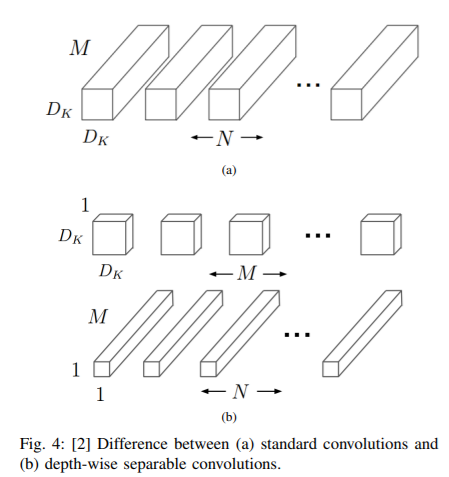 M
D_K
D_K
← N →
(a)
1
D_K
D_K
← M →
M
1
1
← N →
(b)
Fig. 4: [2] Difference between (a) standard convolutions and
(b) depth-wise separable convolutions.